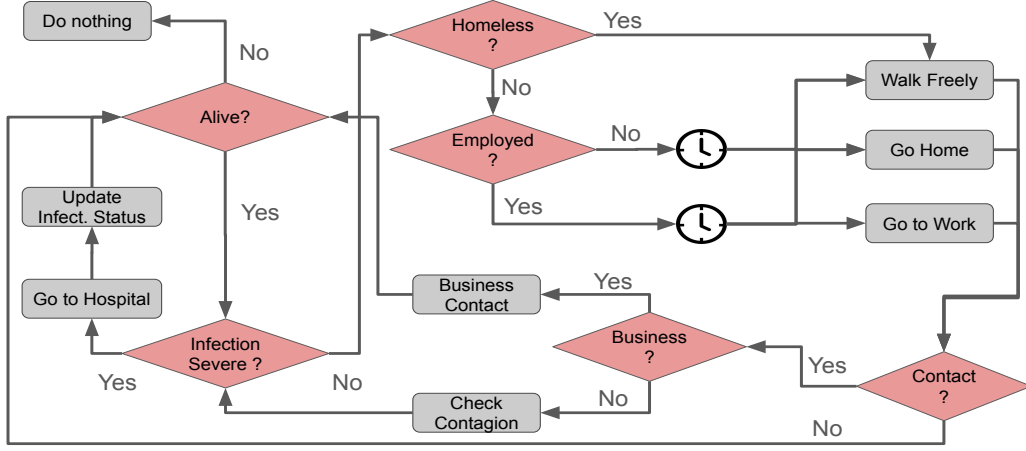 Do nothing
No
Homeless
?
Yes
Walk Freely
Alive?
No
Employed
?
No
Go Home
Update
Infect. Status
Yes
Yes
Go to Work
Go to Hospital
Business
Contact
Yes
Infection
Severe ?
Yes
No
Business
?
Yes
Contact
?
No
Check
Contagion
No